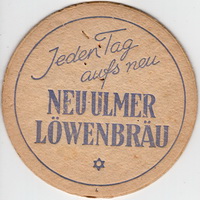 Jeden Tag
aufs neu
NEU ULMER
LÖWENBRÄU